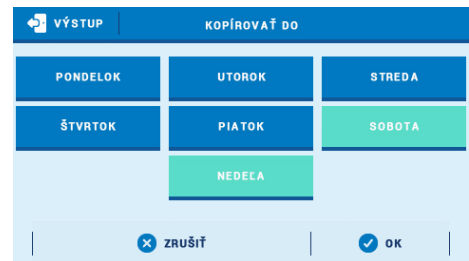 VÝSTUP
KOPÍROVAŤ DO
PONDELOK
UTOROK
STREDA
ŠTVRTOK
PIATOK
SOBOTA
NEDEĽA
ZRUŠIŤ
OK